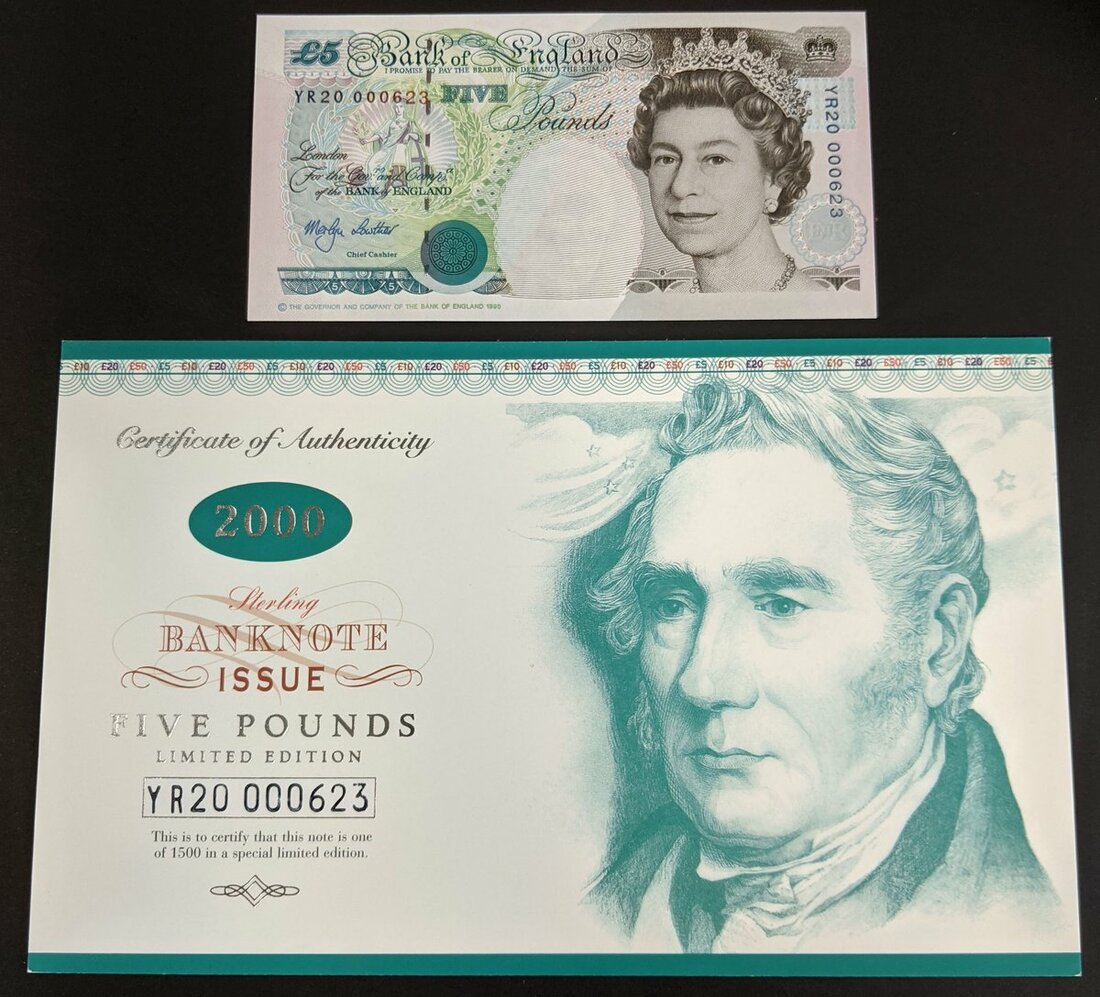 £5 Bank of England
I PROMISE TO PAY THE BEARER ON DEMAND THE SUM OF
YR20 000623 FIVE
Pounds
YR20 000623
London
For the Govr. and Compa.
of the BANK of ENGLAND
Merlyn Lowther
Chief Cashier
5 5
© THE GOVERNOR AND COMPANY OF THE BANK OF ENGLAND 1990
£10 £20 £50 £5 £10 £20 £50 £5 £10 £20 £50 £5 £10 £20 £50 £5 £10 £20 £50 £5 £10 £20 £50 £5 £10 £20 £50 £5
Certificate of Authenticity
2000
Sterling
BANKNOTE
ISSUE
FIVE POUNDS
LIMITED EDITION
YR20 000623
This is to certify that this note is one
of 1500 in a special limited edition.